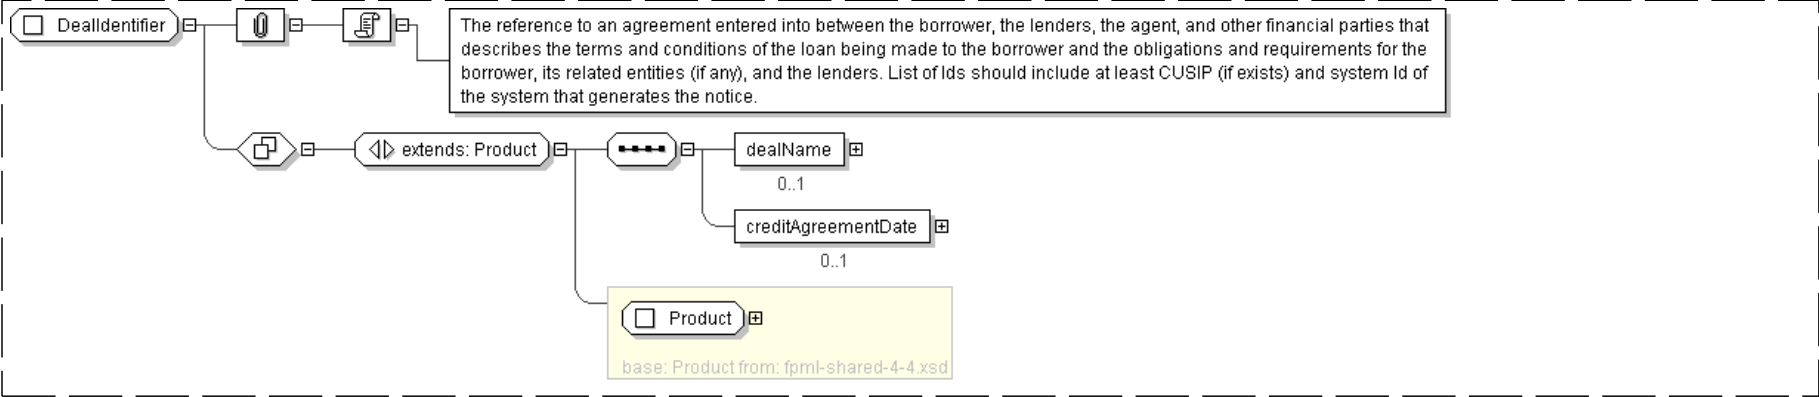 DealIdentifier
The reference to an agreement entered into between the borrower, the lenders, the agent, and other financial parties that
describes the terms and conditions of the loan being made to the borrower and the obligations and requirements for the
borrower, its related entities (if any), and the lenders. List of Ids should include at least CUSIP (if exists) and system Id of
the system that generates the notice.
extends: Product
dealName
0..1
creditAgreementDate
0..1
Product
base: Product from: fpml-shared-4-4.xsd